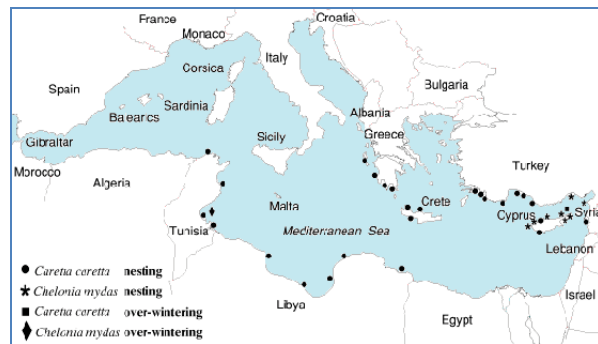 France
Croatia
Monaco
Corsica
Italy
Spain
Bulgaria
Sardinia
Balearics
Albania
Greece
Gibraltar
Sicily
Turkey
Morocco
Algeria
Malta
Crete
Cyprus
Syria
Tunisia
Mediterranean Sea
Lebanon
Caretta caretta nesting
Chelonia mydas nesting
Israel
Caretta caretta over-wintering
Libya
Egypt
Chelonia mydas over-wintering